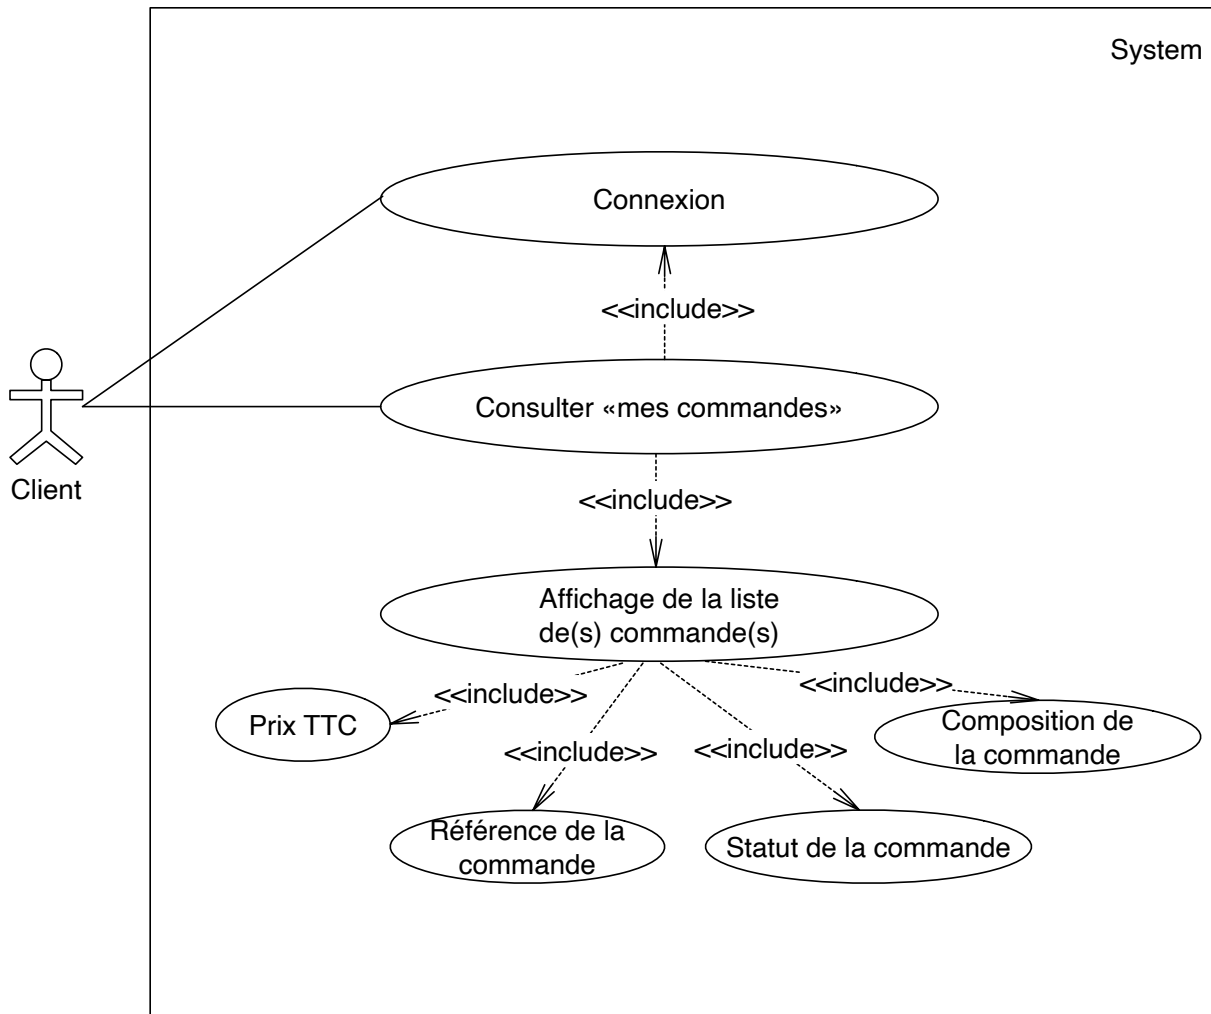 System
Connexion
<<include>>
Consulter «mes commandes»
Client
<<include>>
Affichage de la liste
de(s) commande(s)
<<include>>
<<include>>
Prix TTC
Composition de
la commande
<<include>>
<<include>>
Référence de la
commande
Statut de la commande